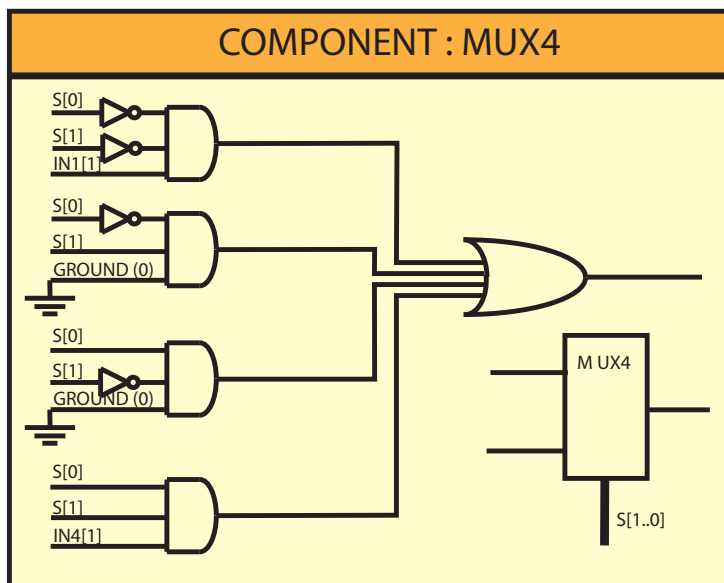 COMPONENT : MUX4
S[0]
S[1]
IN1[1]
S[0]
S[1]
GROUND (0)
S[0]
S[1]
GROUND (0)
M UX4
S[0]
S[1]
IN4[1]
S[1..0]